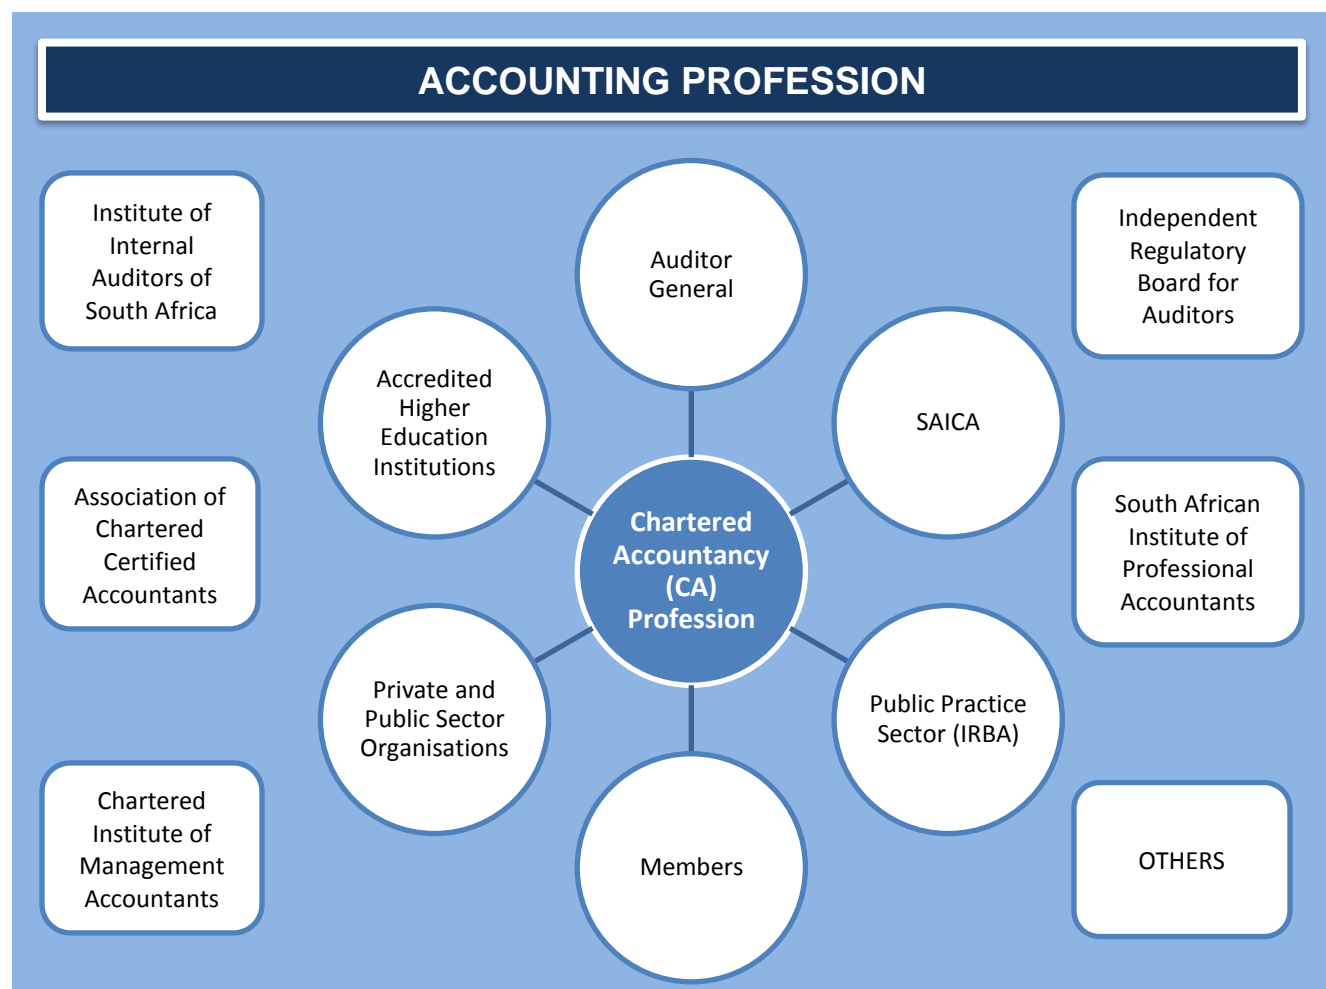 ACCOUNTING PROFESSION
Institute of
Internal
Auditors of
South Africa
Auditor
General
Independent
Regulatory
Board for
Auditors
Accredited
Higher
Education
Institutions
SAICA
Association of
Chartered
Certified
Accountants
Chartered
Accountancy
(CA)
Profession
South African
Institute of
Professional
Accountants
Private and
Public Sector
Organisations
Public Practice
Sector (IRBA)
Chartered
Institute of
Management
Accountants
Members
OTHERS